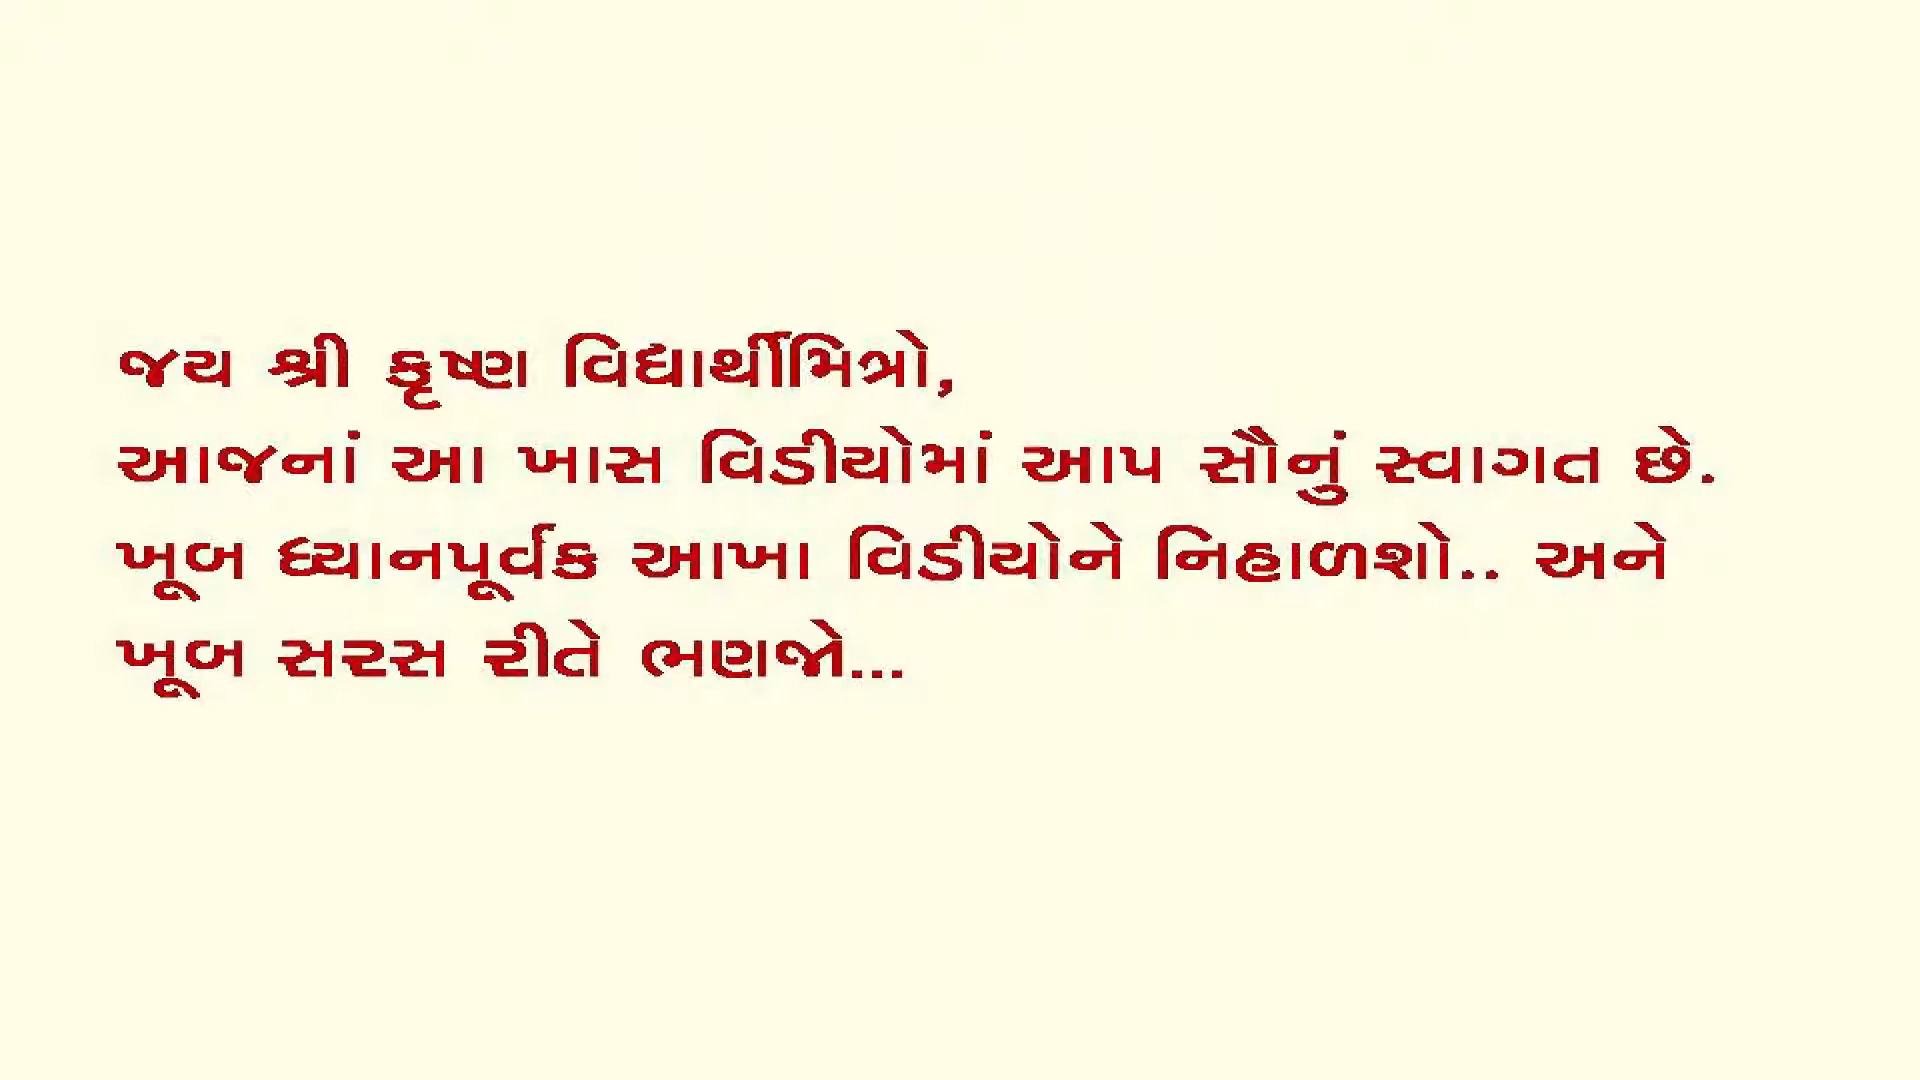 જય શ્રી કૃષ્ણ વિદ્યાર્થીમિત્રો,
આજનાં આ ખાસ વિડીયોમાં આપ સૌનું સ્વાગત છે.
ખૂબ ધ્યાનપૂર્વક આખા વિડીયોને નિહાળશો.. અને
ખૂબ સરસ રીતે ભણજો...